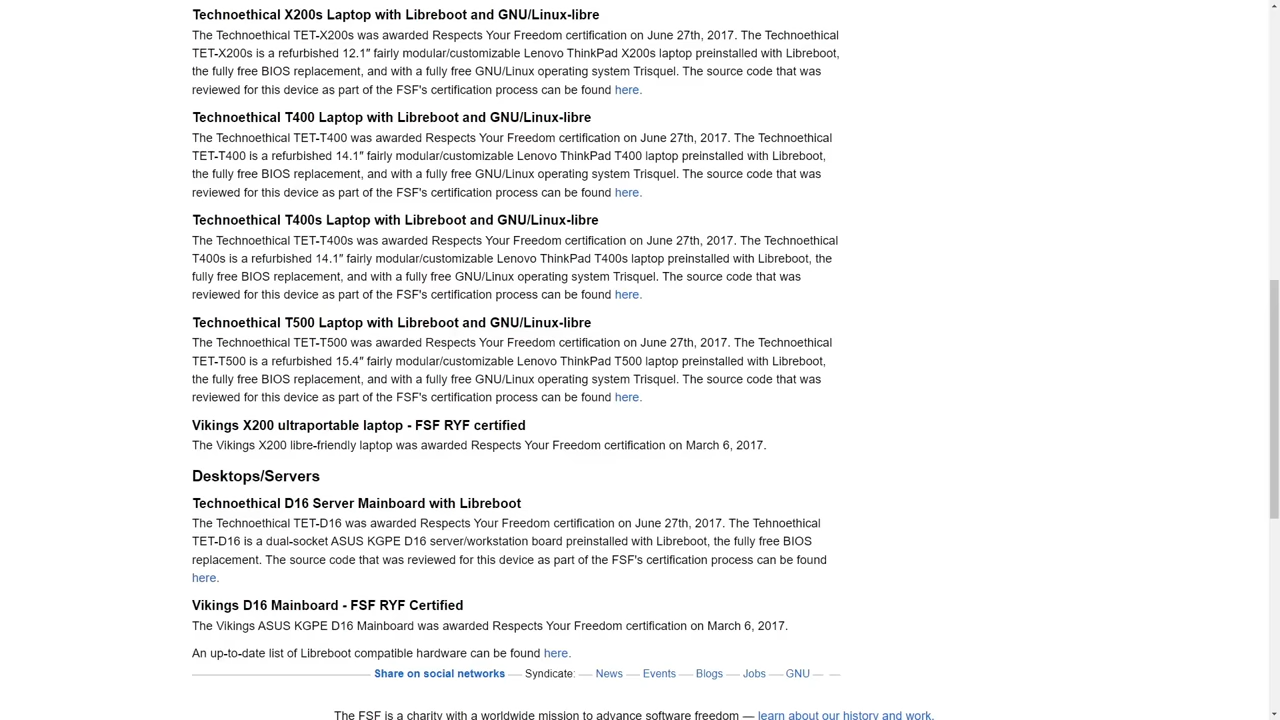 Technoethical X200s Laptop with Libreboot and GNU/Linux-libre
The Technoethical TET-X200s was awarded Respects Your Freedom certification on June 27th, 2017. The Technoethical
TET-X200s is a refurbished 12.1″ fairly modular/customizable Lenovo ThinkPad X200s laptop preinstalled with Libreboot,
the fully free BIOS replacement, and with a fully free GNU/Linux operating system Trisquel. The source code that was
reviewed for this device as part of the FSF's certification process can be found here.
Technoethical T400 Laptop with Libreboot and GNU/Linux-libre
The Technoethical TET-T400 was awarded Respects Your Freedom certification on June 27th, 2017. The Technoethical
TET-T400 is a refurbished 14.1″ fairly modular/customizable Lenovo ThinkPad T400 laptop preinstalled with Libreboot,
the fully free BIOS replacement, and with a fully free GNU/Linux operating system Trisquel. The source code that was
reviewed for this device as part of the FSF's certification process can be found here.
Technoethical T400s Laptop with Libreboot and GNU/Linux-libre
The Technoethical TET-T400s was awarded Respects Your Freedom certification on June 27th, 2017. The Technoethical
T400s is a refurbished 14.1″ fairly modular/customizable Lenovo ThinkPad T400s laptop preinstalled with Libreboot, the
fully free BIOS replacement, and with a fully free GNU/Linux operating system Trisquel. The source code that was
reviewed for this device as part of the FSF's certification process can be found here.
Technoethical T500 Laptop with Libreboot and GNU/Linux-libre
The Technoethical TET-T500 was awarded Respects Your Freedom certification on June 27th, 2017. The Technoethical
TET-T500 is a refurbished 15.4″ fairly modular/customizable Lenovo ThinkPad T500 laptop preinstalled with Libreboot,
the fully free BIOS replacement, and with a fully free GNU/Linux operating system Trisquel. The source code that was
reviewed for this device as part of the FSF's certification process can be found here.
Vikings X200 ultraportable laptop - FSF RYF certified
The Vikings X200 libre-friendly laptop was awarded Respects Your Freedom certification on March 6, 2017.
Desktops/Servers
Technoethical D16 Server Mainboard with Libreboot
The Technoethical TET-D16 was awarded Respects Your Freedom certification on June 27th, 2017. The Tehnoethical
TET-D16 is a dual-socket ASUS KGPE D16 server/workstation board preinstalled with Libreboot, the fully free BIOS
replacement. The source code that was reviewed for this device as part of the FSF's certification process can be found
here.
Vikings D16 Mainboard - FSF RYF Certified
The Vikings ASUS KGPE D16 Mainboard was awarded Respects Your Freedom certification on March 6, 2017.
An up-to-date list of Libreboot compatible hardware can be found here.
Share on social networks — Syndicate: — News — Events — Blogs — Jobs — GNU — —
The FSF is a charity with a worldwide mission to advance software freedom — learn about our history and work.